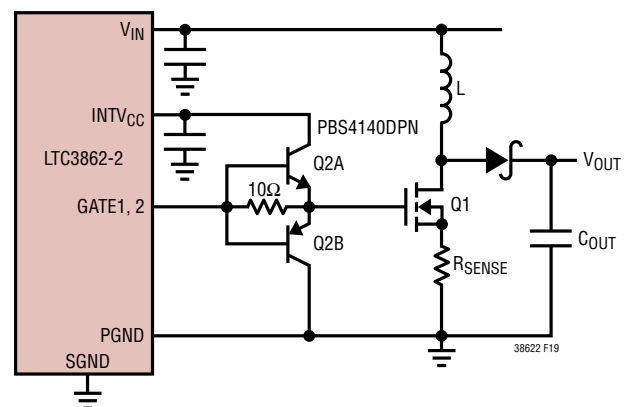 VIN
INTVCC
PBS4140DPN
L
LTC3862-2
Q2A
10Ω
VOUT
GATE1, 2
Q1
Q2B
COUT
RSENSE
PGND
SGND
38622 F19